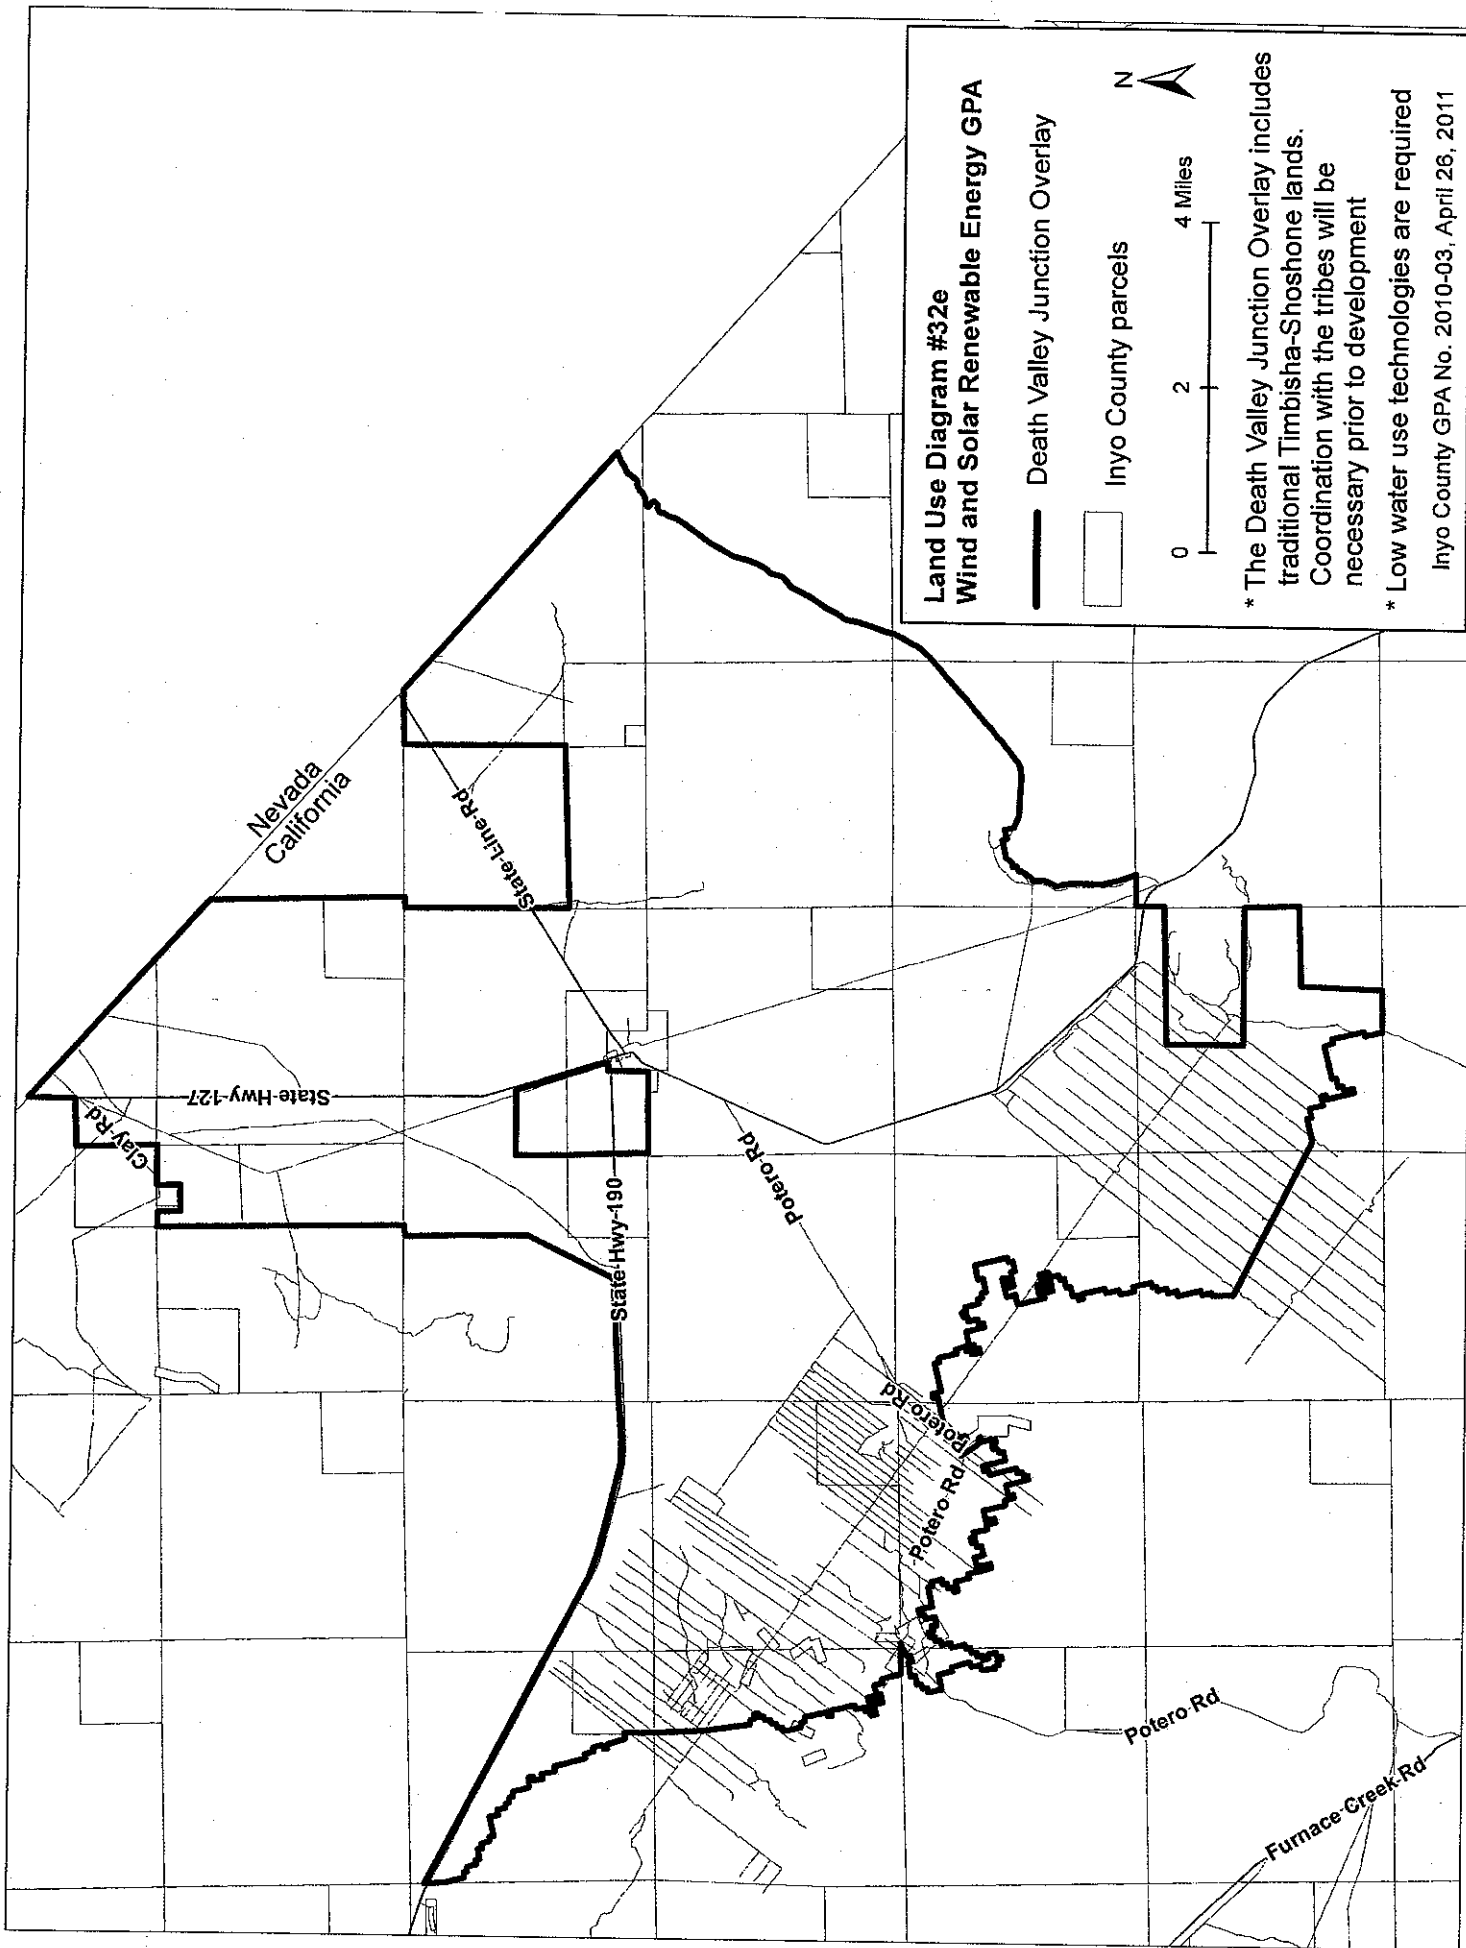 Land Use Diagram #32e
Wind and Solar Renewable Energy GPA
Death Valley Junction Overlay
Inyo County parcels
N
0 2 4 Miles
* The Death Valley Junction Overlay includes
traditional Timbisha-Shoshone lands.
Coordination with the tribes will be
necessary prior to development
* Low water use technologies are required
Inyo County GPA No. 2010-03, April 26, 2011
Nevada
California
State-Line-Rd
State-Hwy-127
Clay-Rd
State-Hwy-190
Potero-Rd
Potero-Rd
Potero-Rd
Potero-Rd
Furnace-Creek-Rd